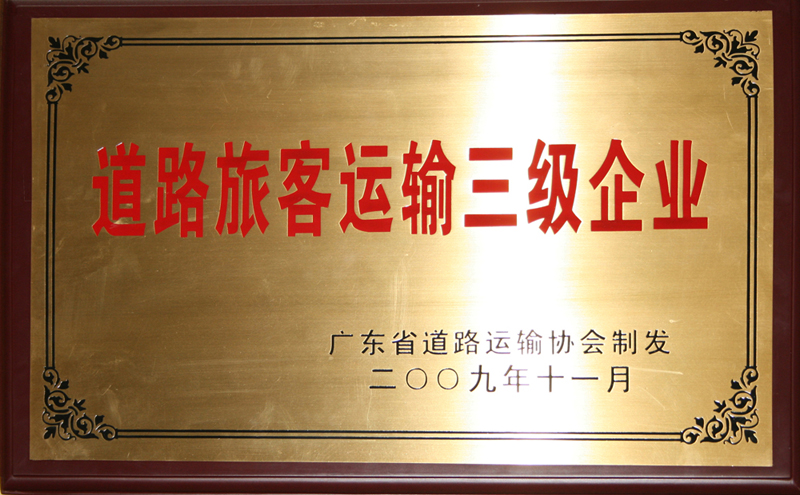 道路旅客运输三级企业
广东省道路运输协会制发
二〇〇九年十一月